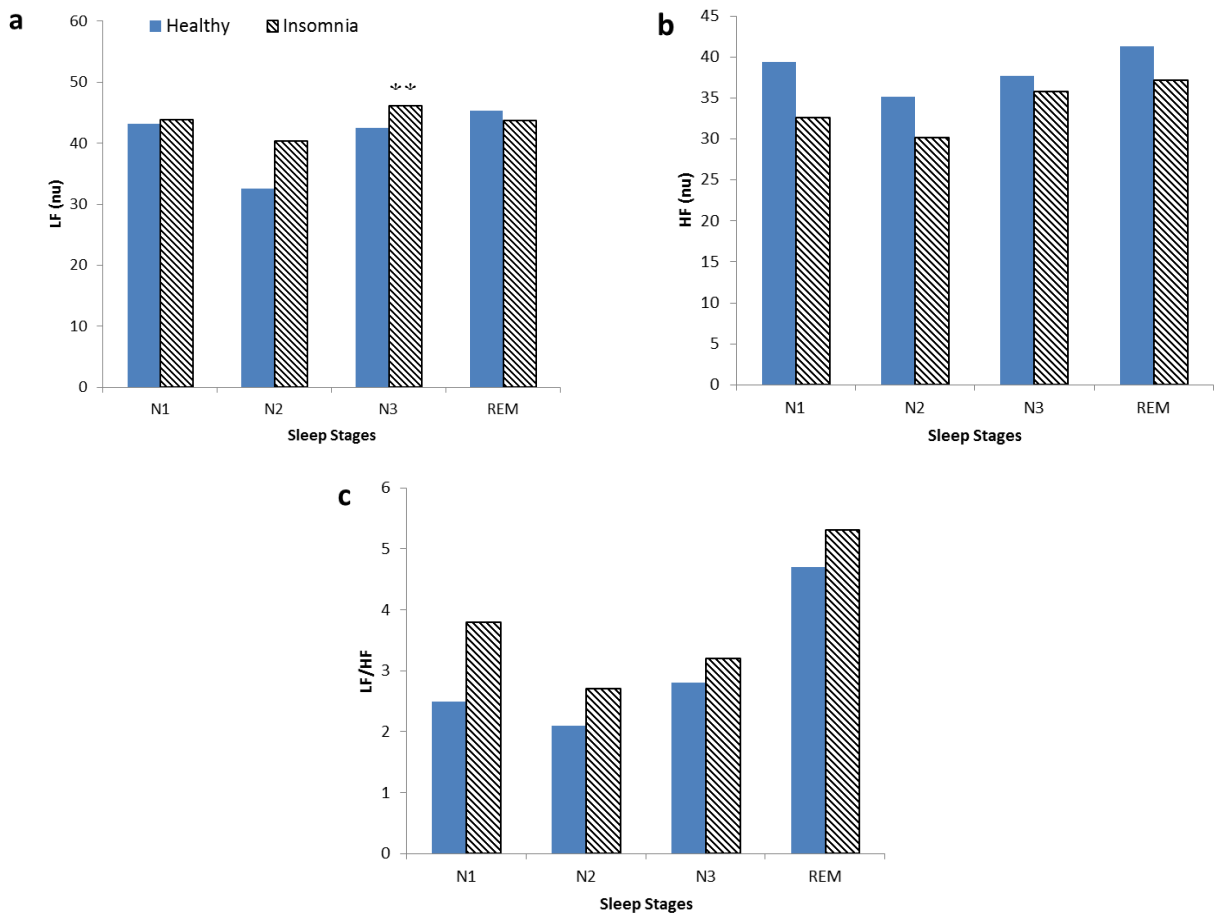 a
Healthy Insomnia
60
50
40
30
20
10
0
LF (nu)
**
N1 N2 N3 REM
Sleep Stages
b
45
40
35
30
25
20
15
10
5
0
HF (nu)
N1 N2 N3 REM
Sleep Stages
c
6
5
4
3
2
1
0
LF/HF
N1 N2 N3 REM
Sleep Stages